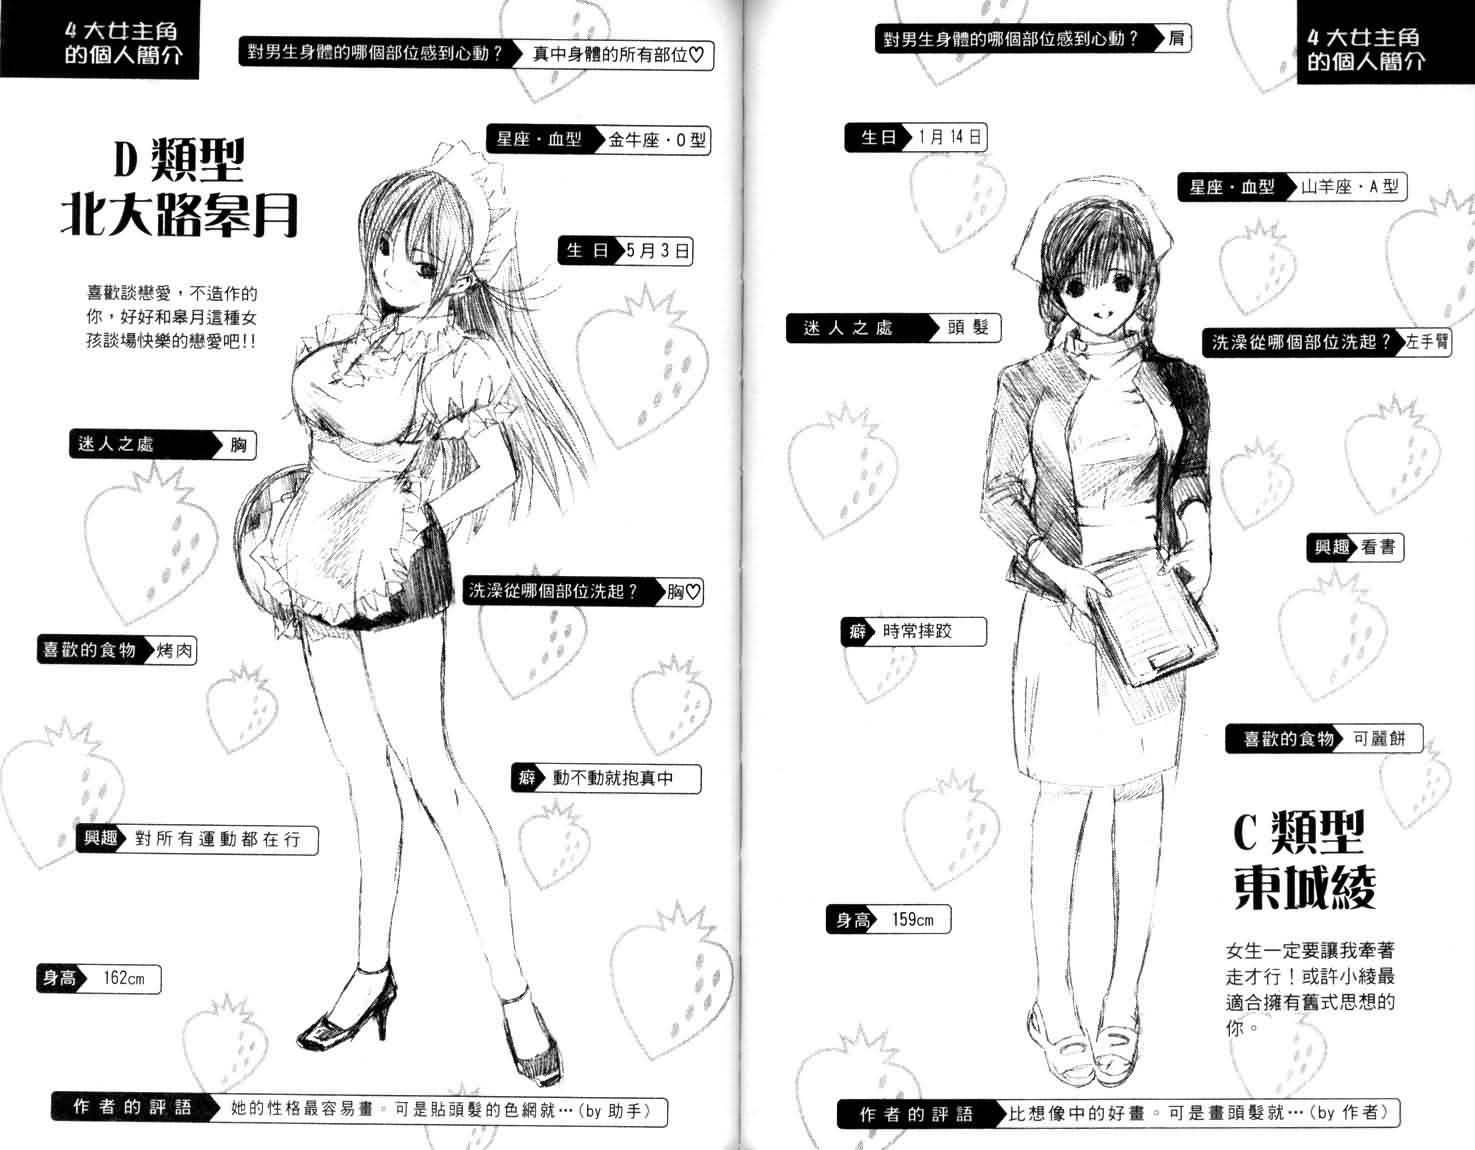 4大女主角
的個人簡介
對男生身體的哪個部位感到心動？ 真中身體的所有部位♡
星座・血型 金牛座・O型
D 類型
北大路皋月
生日 5月3日
喜歡談戀愛，不造作的
你，好好和皋月這種女
孩談場快樂的戀愛吧!!
迷人之處 胸
洗澡從哪個部位洗起？ 胸♡
喜歡的食物 烤肉
癖 動不動就抱真中
興趣 對所有運動都在行
身高 162cm
作者的評語 她的性格最容易畫。可是貼頭髮的色網就…(by 助手)
對男生身體的哪個部位感到心動？ 肩
4大女主角
的個人簡介
生日 1月14日
星座・血型 山羊座・A型
迷人之處 頭髮
洗澡從哪個部位洗起？ 左手臂
興趣 看書
癖 時常摔跤
喜歡的食物 可麗餅
C 類型
東城綾
身高 159cm
女生一定要讓我牽著
走才行！或許小綾最
適合擁有舊式思想的
你。
作者的評語 比想像中的好畫。可是畫頭髮就…(by 作者)